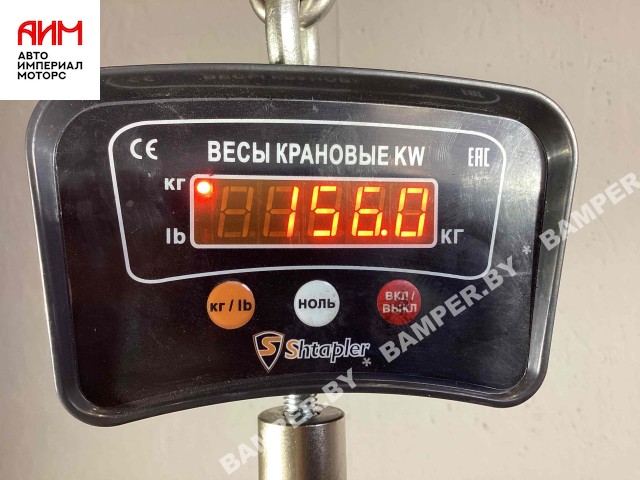 АИМ
АВТО
ИМПЕРИАЛ
МОТОРС
CE
ВЕСЫ КРАНОВЫЕ KW
EAC
кг
lb
156.0
КГ
кг / lb
НОЛЬ
ВКЛ /
ВЫКЛ
S Shtapler
BAMPER.BY * BAMPER.BY * BAMPER.BY